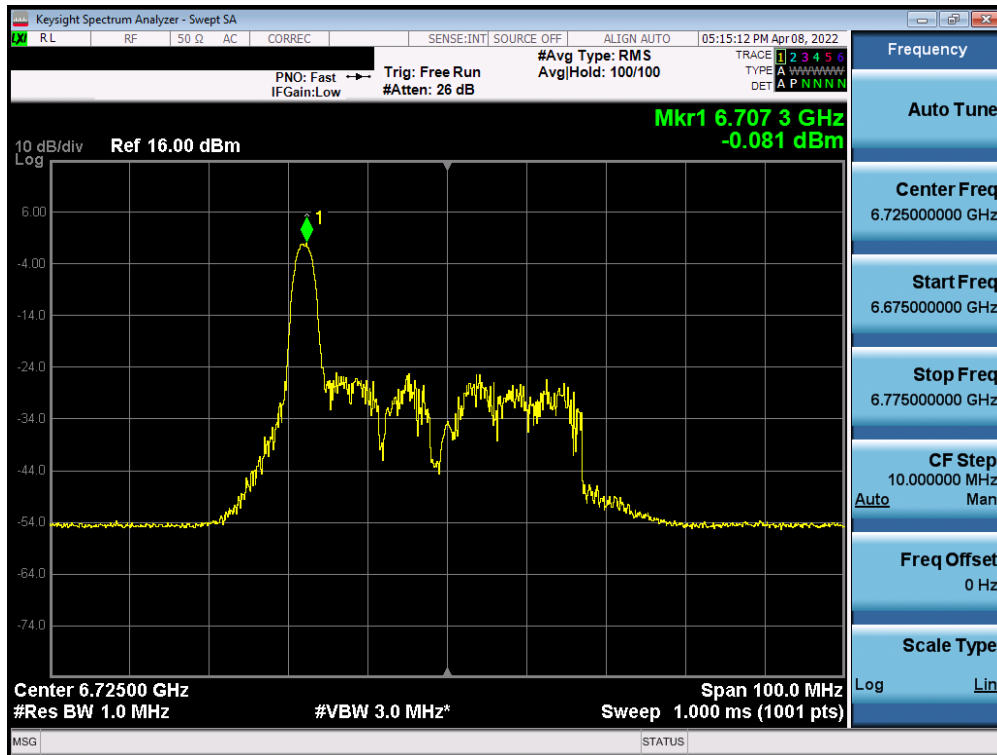 Keysight Spectrum Analyzer - Swept SA
LXI RL RF 50 Ω AC CORREC SENSE:INT SOURCE OFF ALIGN AUTO 05:15:12 PM Apr 08, 2022
PNO: Fast
IFGain:Low
Trig: Free Run
#Atten: 26 dB
#Avg Type: RMS
Avg|Hold: 100/100
TRACE 1 2 3 4 5 6
TYPE A WWWWW
DET A P N N N N
Mkr1 6.707 3 GHz
-0.081 dBm
10 dB/div Ref 16.00 dBm
Log
1
6.00
-4.00
-14.0
-24.0
-34.0
-44.0
-54.0
-64.0
-74.0
Center 6.72500 GHz Span 100.0 MHz
#Res BW 1.0 MHz #VBW 3.0 MHz* Sweep 1.000 ms (1001 pts)
MSG STATUS
Frequency
Auto Tune
Center Freq
6.725000000 GHz
Start Freq
6.675000000 GHz
Stop Freq
6.775000000 GHz
CF Step
10.000000 MHz
Auto Man
Freq Offset
0 Hz
Scale Type
Log Lin